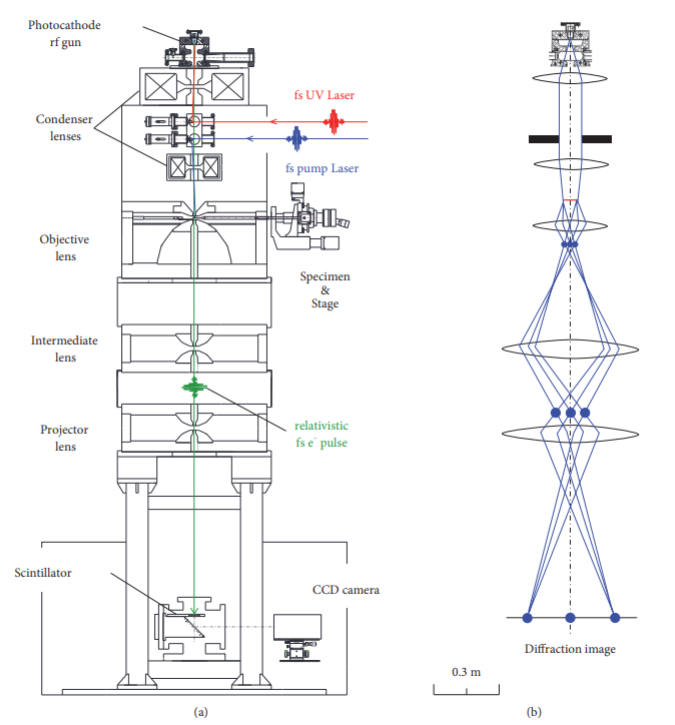 Photocathode
rf gun
fs UV Laser
Condenser
lenses
fs pump Laser
Objective
lens
Specimen
&
Stage
Intermediate
lens
Projector
lens
relativistic
fs e⁻ pulse
Scintillator
CCD camera
Diffraction image
0.3 m
(a)
(b)